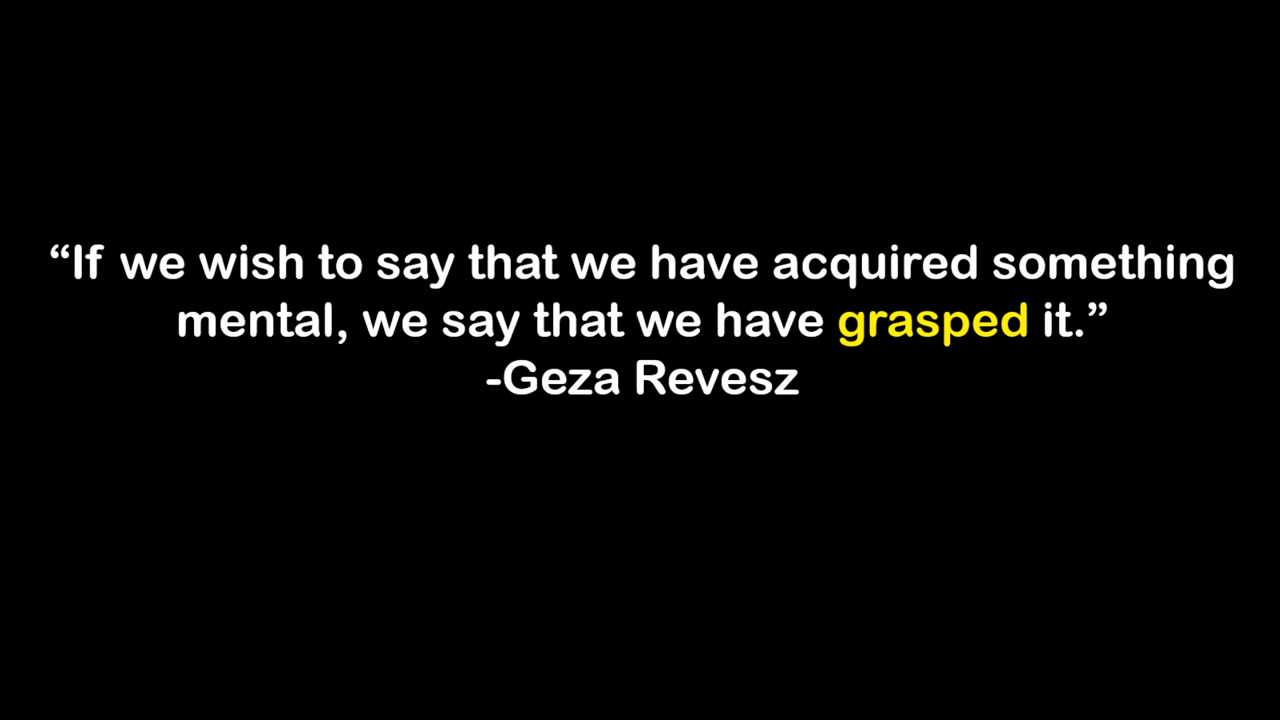 “If we wish to say that we have acquired something
mental, we say that we have grasped it.”
-Geza Revesz